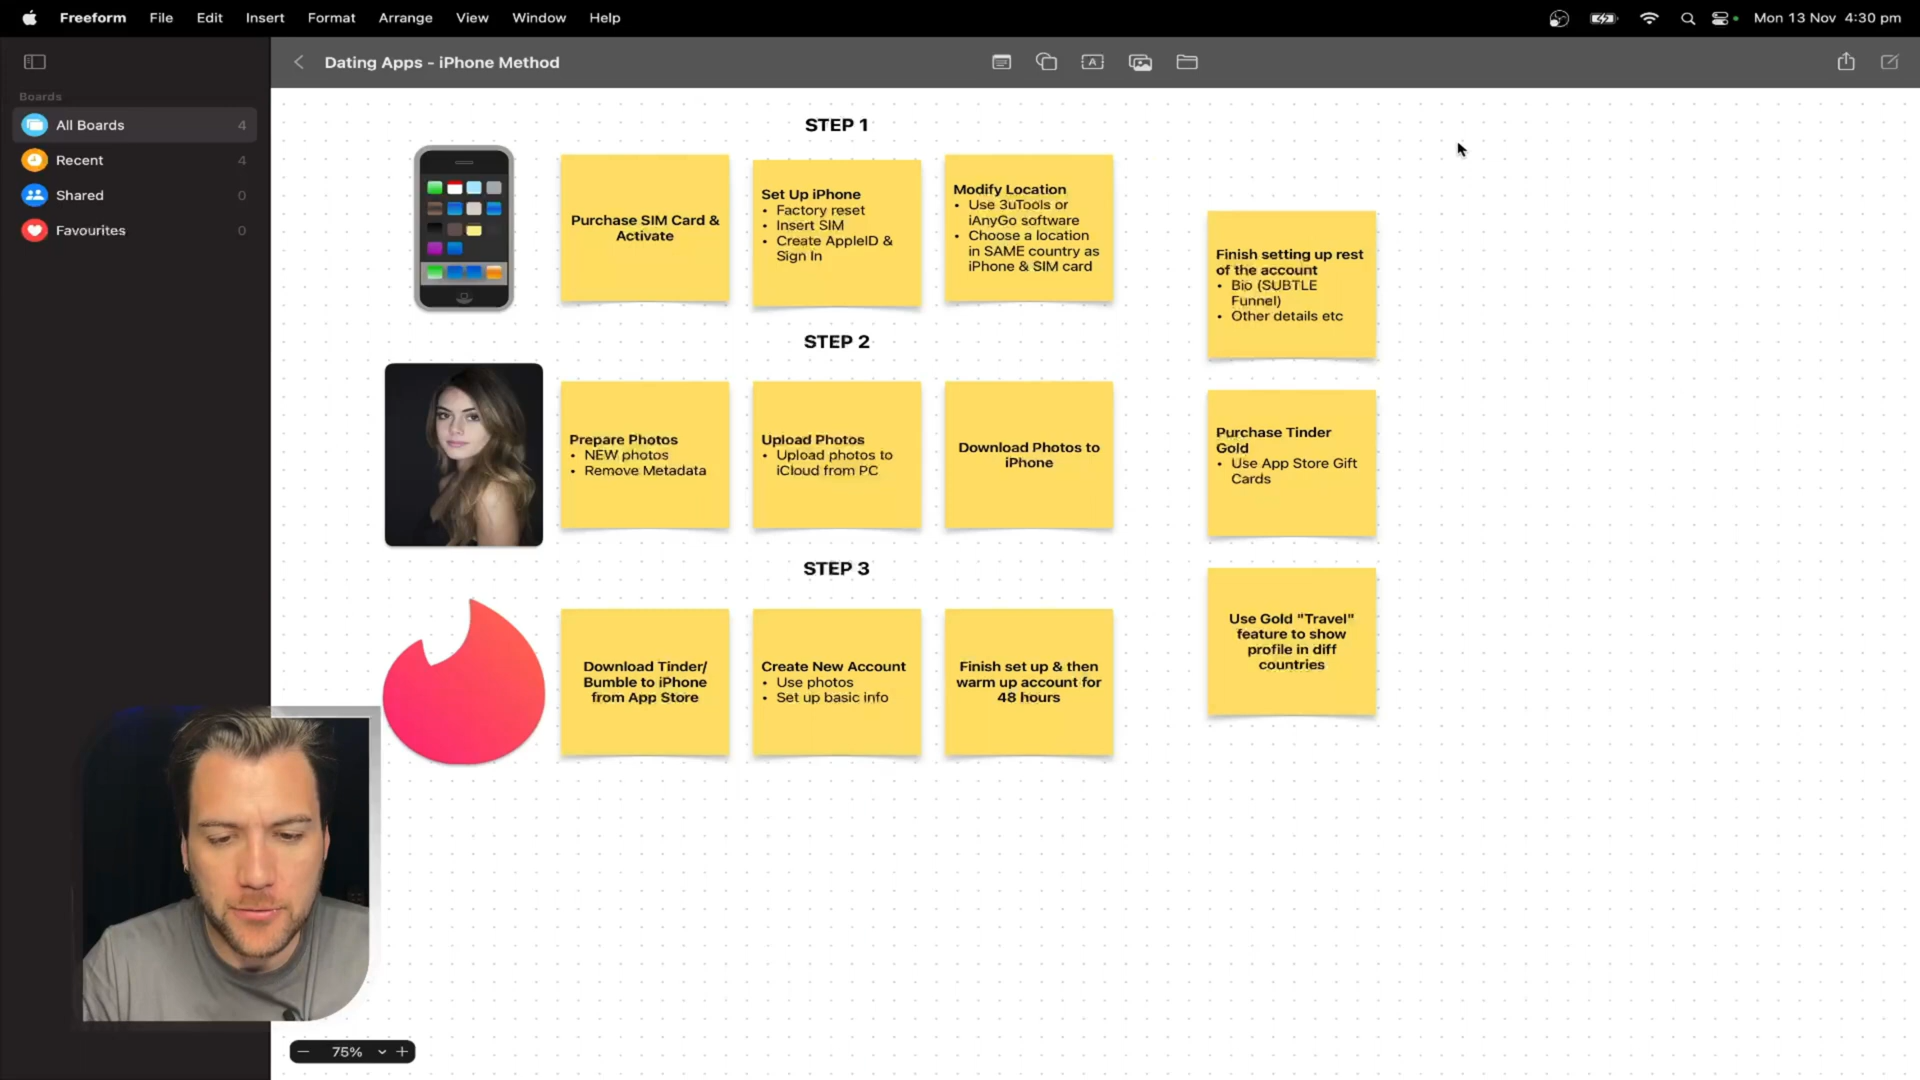 Freeform File Edit Insert Format Arrange View Window Help
Mon 13 Nov 4:30 pm
Dating Apps - iPhone Method
Boards
All Boards 4
Recent 4
Shared 0
Favourites 0
STEP 1
Purchase SIM Card &
Activate
Set Up iPhone
• Factory reset
• Insert SIM
• Create AppleID &
Sign In
Modify Location
• Use 3uTools or
iAnyGo software
• Choose a location
in SAME country as
iPhone & SIM card
STEP 2
Prepare Photos
• NEW photos
• Remove Metadata
Upload Photos
• Upload photos to
iCloud from PC
Download Photos to
iPhone
STEP 3
Download Tinder/
Bumble to iPhone
from App Store
Create New Account
• Use photos
• Set up basic info
Finish set up & then
warm up account for
48 hours
Finish setting up rest
of the account
• Bio (SUBTLE
Funnel)
• Other details etc
Purchase Tinder
Gold
• Use App Store Gift
Cards
Use Gold "Travel"
feature to show
profile in diff
countries
75%